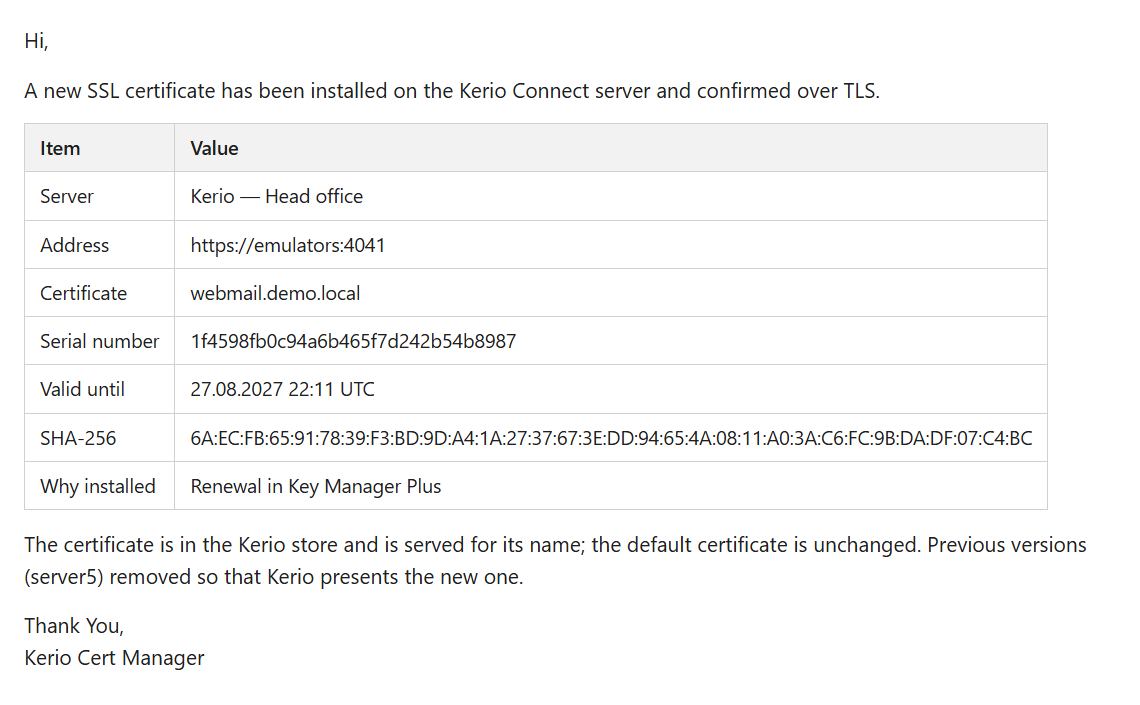 Hi,
A new SSL certificate has been installed on the Kerio Connect server and confirmed over TLS.
Item Value
Server Kerio — Head office
Address https://emulators:4041
Certificate webmail.demo.local
Serial number 1f4598fb0c94a6b465f7d242b54b8987
Valid until 27.08.2027 22:11 UTC
SHA-256 6A:EC:FB:65:91:78:39:F3:BD:9D:A4:1A:27:37:67:3E:DD:94:65:4A:08:11:A0:3A:C6:FC:9B:DA:DF:07:C4:BC
Why installed Renewal in Key Manager Plus
The certificate is in the Kerio store and is served for its name; the default certificate is unchanged. Previous versions
(server5) removed so that Kerio presents the new one.
Thank You,
Kerio Cert Manager